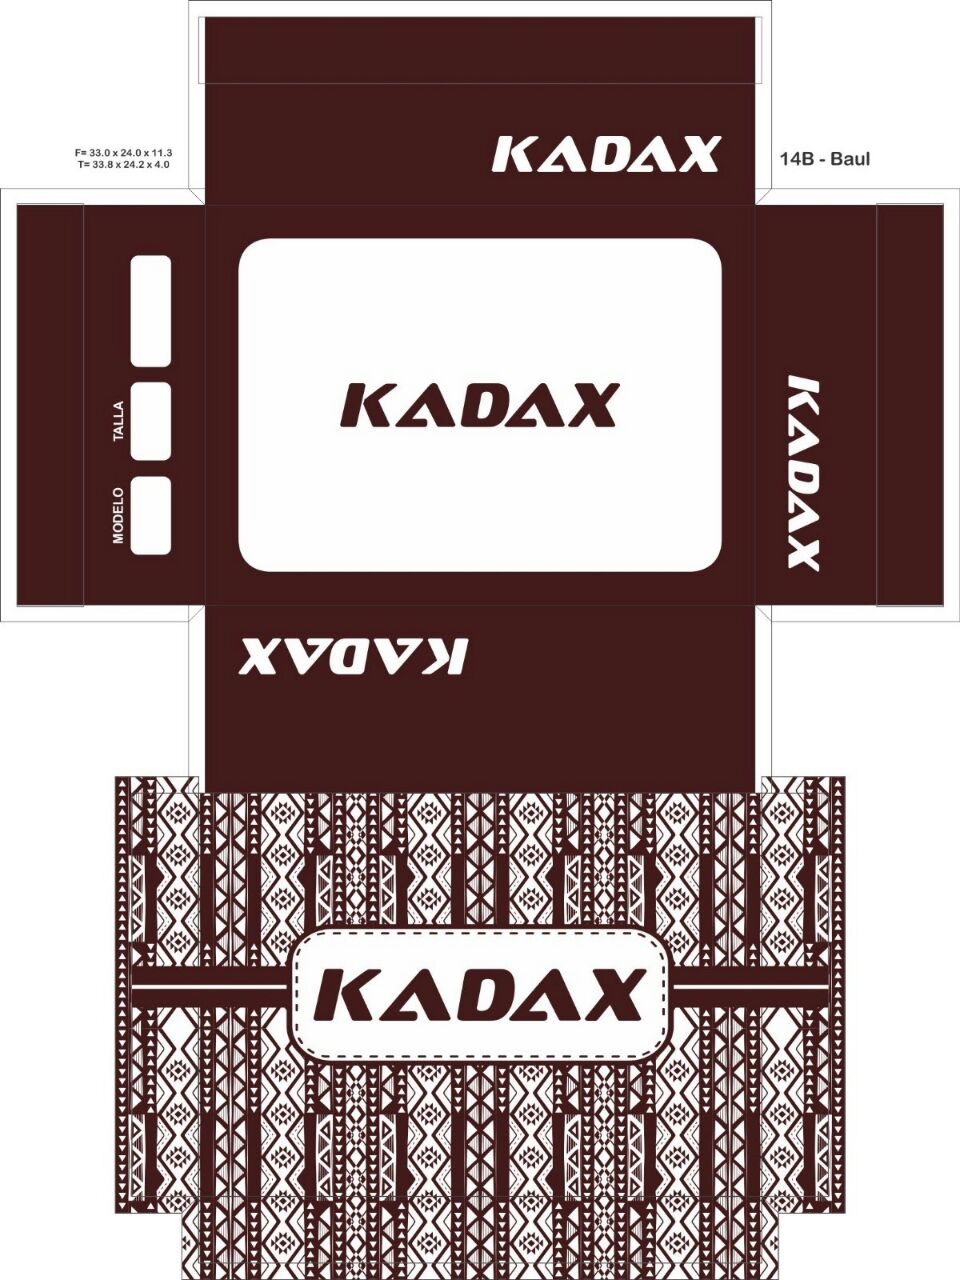 F= 33.0 x 24.0 x 11.3
T= 33.8 x 24.2 x 4.0
KADAX
14B - Baul
TALLA
MODELO
KADAX
KADAX
KADAX
KADAX